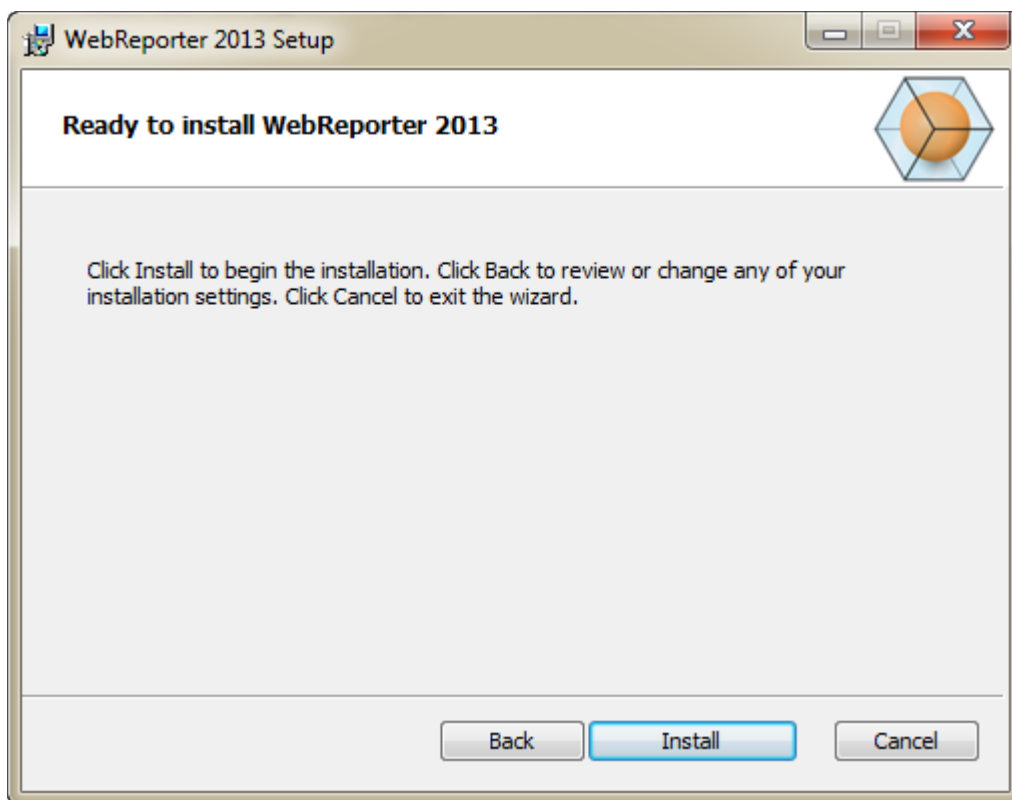 WebReporter 2013 Setup
Ready to install WebReporter 2013
Click Install to begin the installation. Click Back to review or change any of your
installation settings. Click Cancel to exit the wizard.
Back Install Cancel